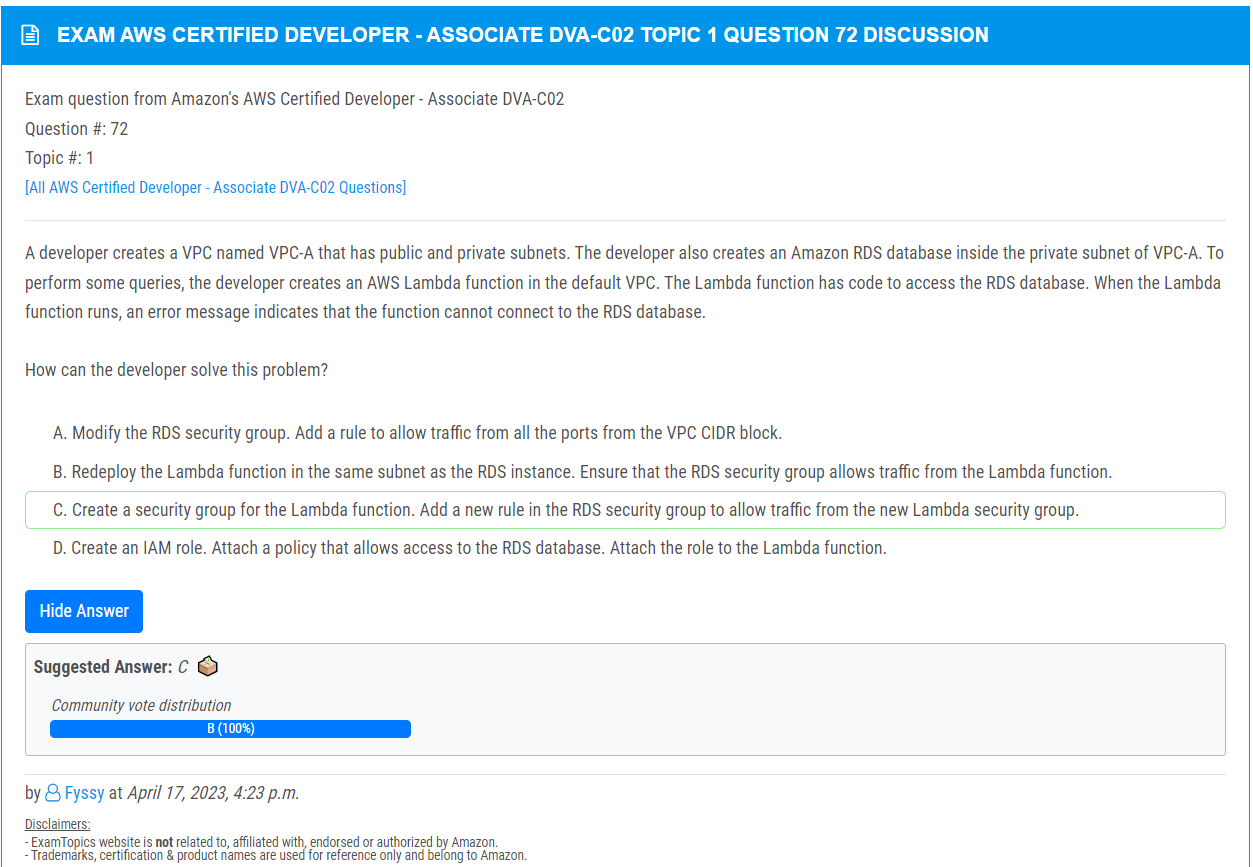 EXAM AWS CERTIFIED DEVELOPER - ASSOCIATE DVA-C02 TOPIC 1 QUESTION 72 DISCUSSION
Exam question from Amazon's AWS Certified Developer - Associate DVA-C02
Question #: 72
Topic #: 1
[All AWS Certified Developer - Associate DVA-C02 Questions]
A developer creates a VPC named VPC-A that has public and private subnets. The developer also creates an Amazon RDS database inside the private subnet of VPC-A. To
perform some queries, the developer creates an AWS Lambda function in the default VPC. The Lambda function has code to access the RDS database. When the Lambda
function runs, an error message indicates that the function cannot connect to the RDS database.
How can the developer solve this problem?
A. Modify the RDS security group. Add a rule to allow traffic from all the ports from the VPC CIDR block.
B. Redeploy the Lambda function in the same subnet as the RDS instance. Ensure that the RDS security group allows traffic from the Lambda function.
C. Create a security group for the Lambda function. Add a new rule in the RDS security group to allow traffic from the new Lambda security group.
D. Create an IAM role. Attach a policy that allows access to the RDS database. Attach the role to the Lambda function.
Hide Answer
Suggested Answer: C
Community vote distribution
B (100%)
by Fyssy at April 17, 2023, 4:23 p.m.
Disclaimers:
- ExamTopics website is not related to, affiliated with, endorsed or authorized by Amazon.
- Trademarks, certification & product names are used for reference only and belong to Amazon.